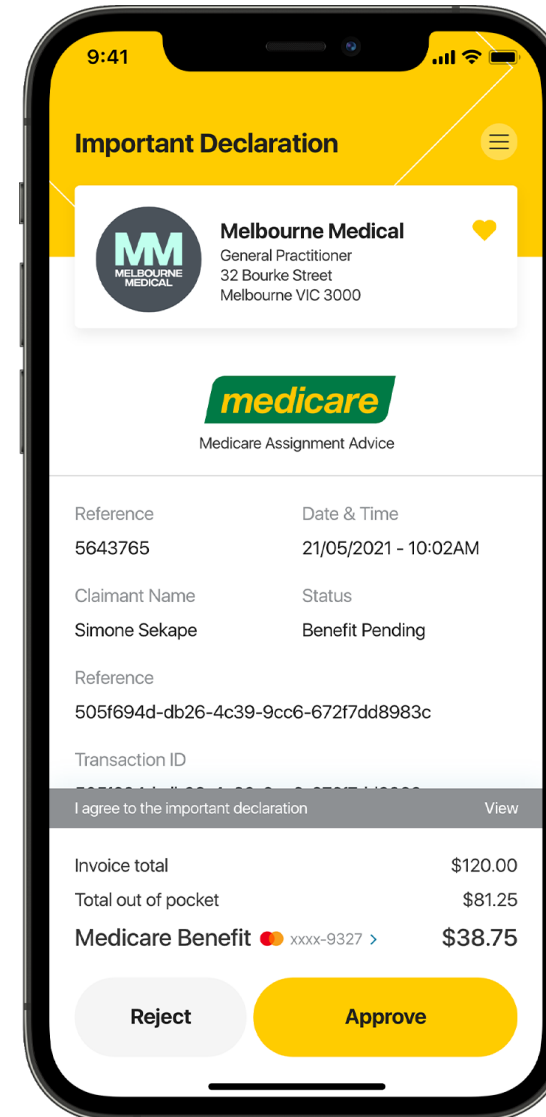 9:41
Important Declaration
MM
MELBOURNE
MEDICAL
Melbourne Medical
General Practitioner
32 Bourke Street
Melbourne VIC 3000
medicare
Medicare Assignment Advice
Reference
Date & Time
5643765
21/05/2021 - 10:02AM
Claimant Name
Status
Simone Sekape
Benefit Pending
Reference
505f694d-db26-4c39-9cc6-672f7dd8983c
Transaction ID
I agree to the important declaration
View
Invoice total
$120.00
Total out of pocket
$81.25
Medicare Benefit
xxxx-9327 >
$38.75
Reject
Approve